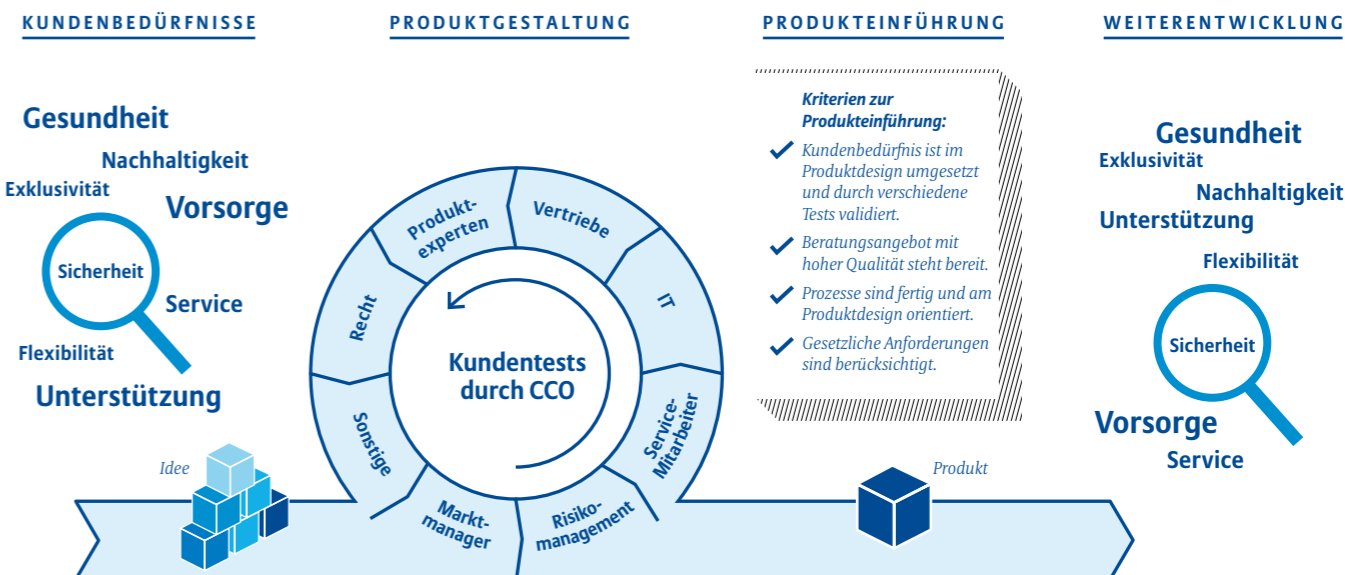 KUNDENBEDÜRFNISSE
PRODUKTGESTALTUNG
PRODUKTEINFÜHRUNG
WEITERENTWICKLUNG
Gesundheit
Nachhaltigkeit
Exklusivität
Vorsorge
Sicherheit
Service
Flexibilität
Unterstützung
Idee
Produkt-
experten
Vertriebe
IT
Service-
Mitarbeiter
Risiko-
management
Markt-
manager
Sonstige
Recht
Kundentests
durch CCO
Kriterien zur
Produkteinführung:
Kundenbedürfnis ist im
Produktdesign umgesetzt
und durch verschiedene
Tests validiert.
Beratungsangebot mit
hoher Qualität steht bereit.
Prozesse sind fertig und am
Produktdesign orientiert.
Gesetzliche Anforderungen
sind berücksichtigt.
Produkt
Gesundheit
Exklusivität
Nachhaltigkeit
Unterstützung
Flexibilität
Sicherheit
Vorsorge
Service